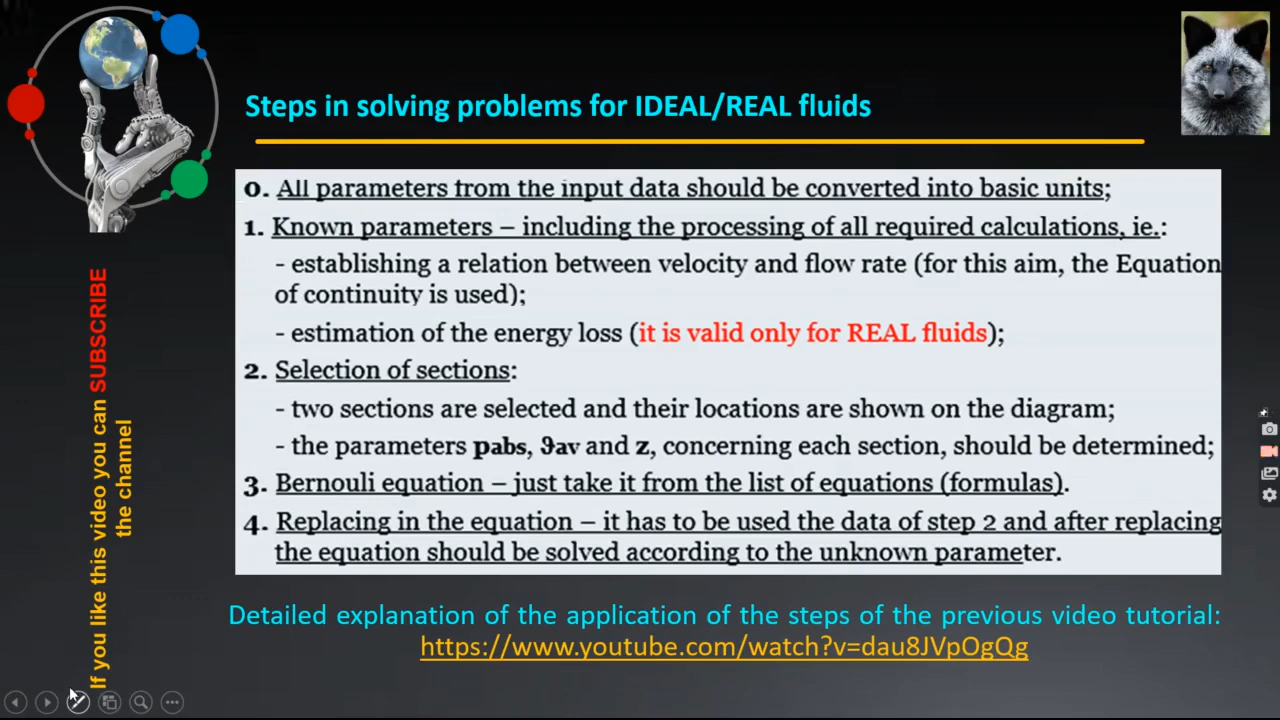 Steps in solving problems for IDEAL/REAL fluids
0. All parameters from the input data should be converted into basic units;
1. Known parameters – including the processing of all required calculations, ie.:
- establishing a relation between velocity and flow rate (for this aim, the Equation
of continuity is used);
- estimation of the energy loss (it is valid only for REAL fluids);
2. Selection of sections:
- two sections are selected and their locations are shown on the diagram;
- the parameters pabs, ϑav and z, concerning each section, should be determined;
3. Bernouli equation – just take it from the list of equations (formulas).
4. Replacing in the equation – it has to be used the data of step 2 and after replacing
the equation should be solved according to the unknown parameter.
Detailed explanation of the application of the steps of the previous video tutorial:
https://www.youtube.com/watch?v=dau8JVpOgQg
If you like this video you can SUBSCRIBE
the channel